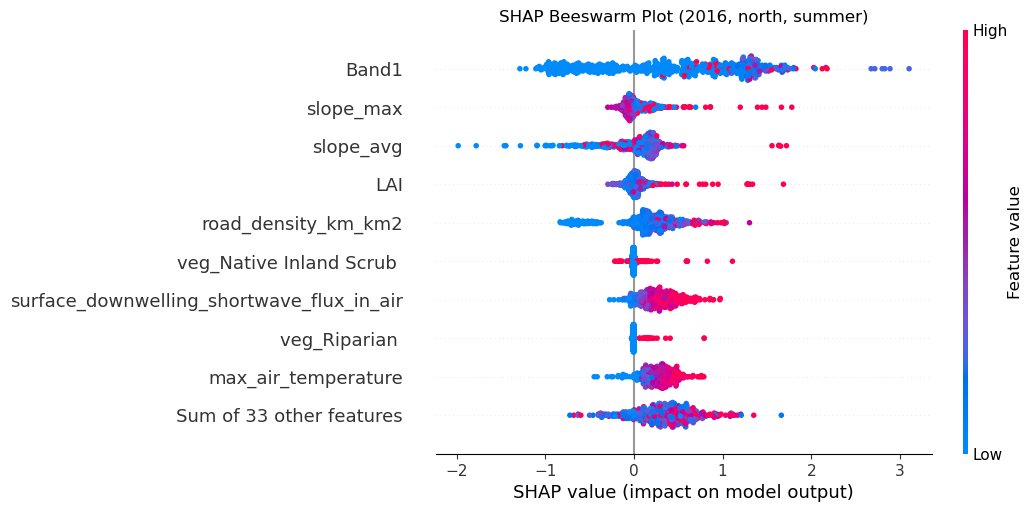 SHAP Beeswarm Plot (2016, north, summer)
High
Band1
slope_max
slope_avg
LAI
road_density_km_km2
veg_Native Inland Scrub
surface_downwelling_shortwave_flux_in_air
veg_Riparian
max_air_temperature
Sum of 33 other features
Feature value
Low
−2 −1 0 1 2 3
SHAP value (impact on model output)